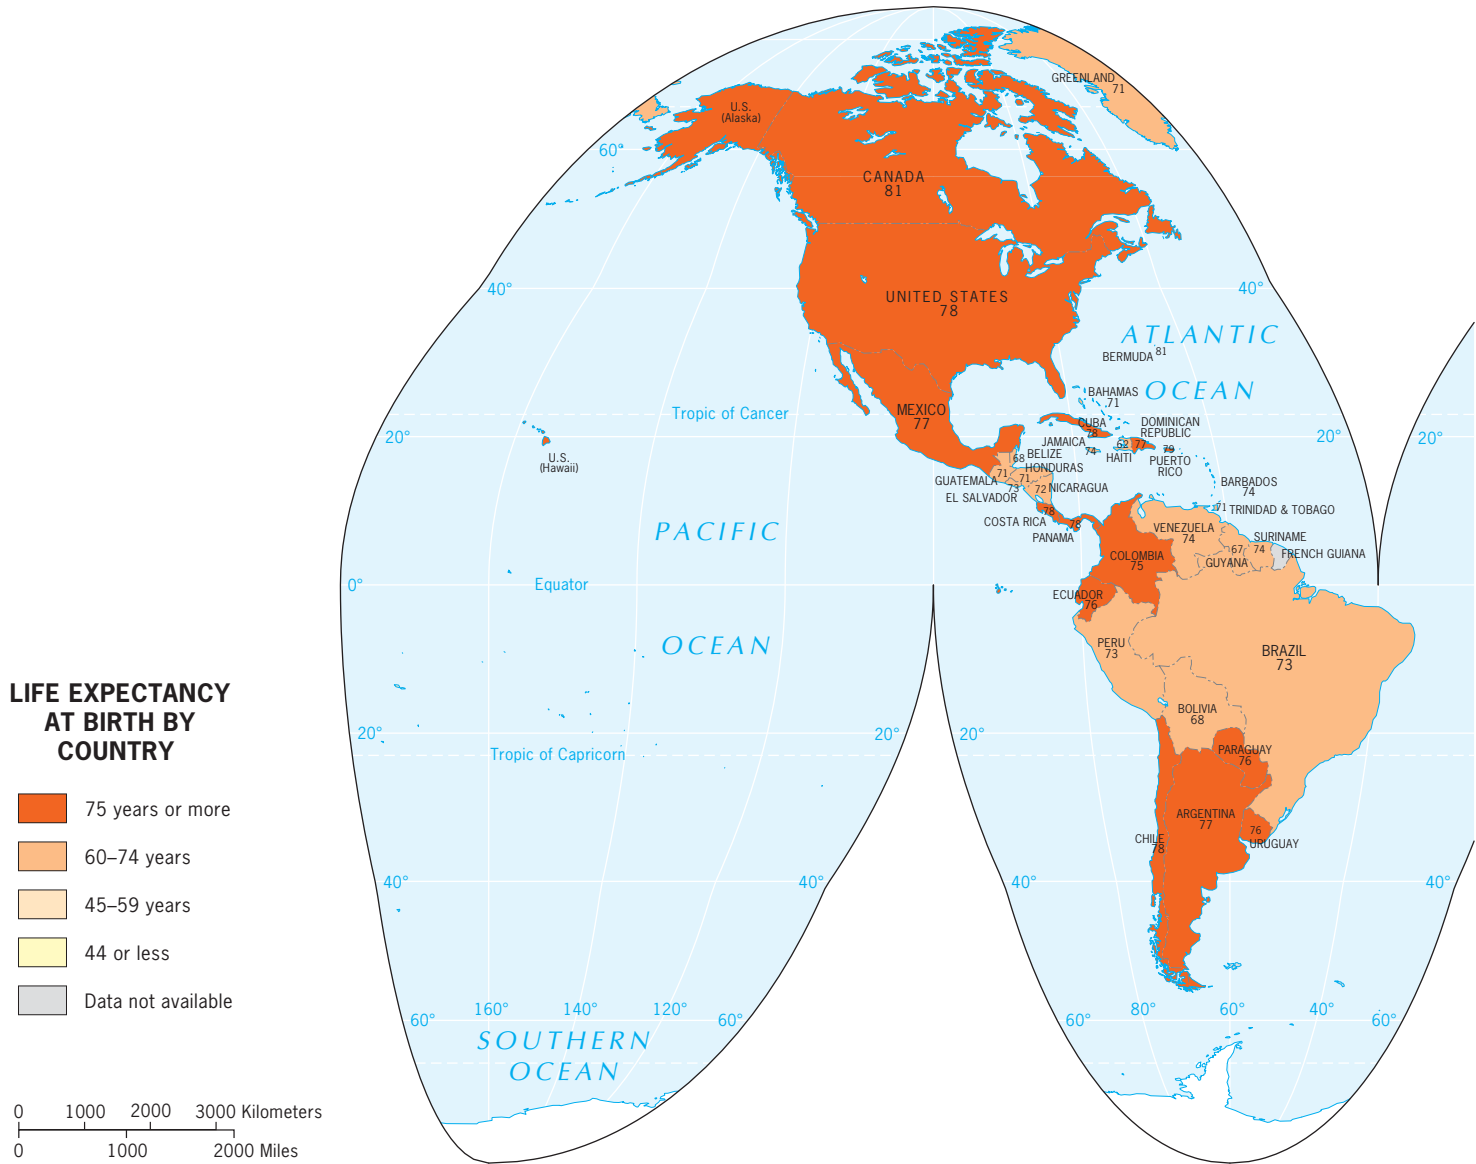 GREENLAND
71
U.S.
(Alaska)
60°
CANADA
81
40°
UNITED STATES
78
40°
ATLANTIC
BERMUDA
81
OCEAN
BAHAMAS
71
Tropic of Cancer
MEXICO
77
CUBA
78
DOMINICAN
REPUBLIC
20°
20°
20°
JAMAICA
74
62
77
79
HAITI
PUERTO
RICO
U.S.
(Hawaii)
68
BELIZE
HONDURAS
71
71
GUATEMALA
73
72
NICARAGUA
EL SALVADOR
BARBADOS
74
71
TRINIDAD & TOBAGO
78
COSTA RICA
78
PANAMA
PACIFIC
VENEZUELA
74
SURINAME
67
74
FRENCH GUIANA
GUYANA
COLOMBIA
75
0°
Equator
ECUADOR
76
OCEAN
PERU
73
BRAZIL
73
LIFE EXPECTANCY
AT BIRTH BY
COUNTRY
BOLIVIA
68
20°
20°
20°
Tropic of Capricorn
PARAGUAY
76
75 years or more
ARGENTINA
77
76
URUGUAY
CHILE
78
60–74 years
40°
40°
40°
40°
45–59 years
44 or less
Data not available
160°
140°
120°
80°
60°
40°
60°
60°
60°
60°
SOUTHERN
OCEAN
0 1000 2000 3000 Kilometers
0 1000 2000 Miles